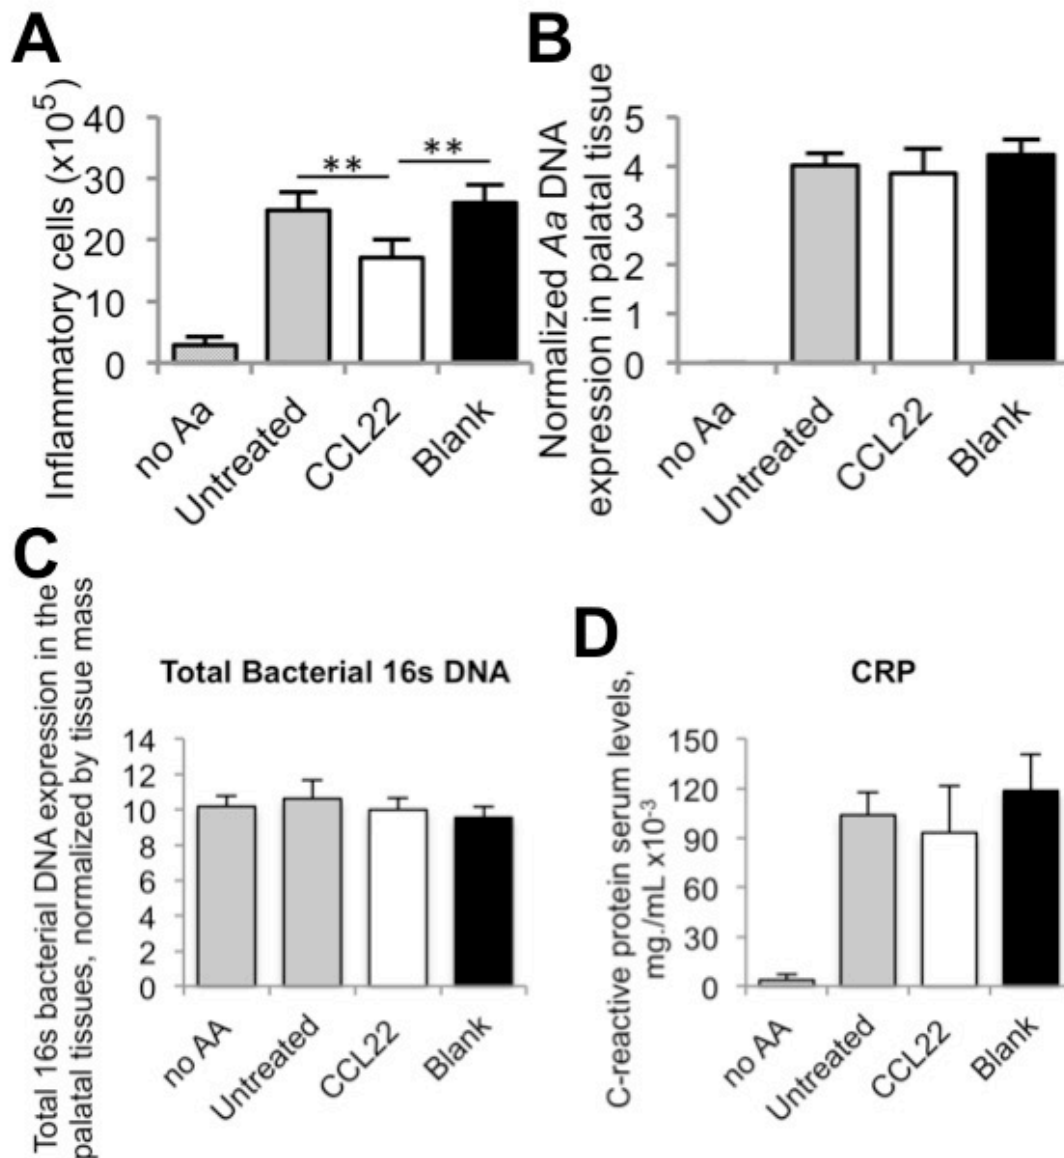 A
Inflammatory cells (x10⁵)
40
30
20
10
0
**
**
no Aa
Untreated
CCL22
Blank
B
Normalized Aa DNA
expression in palatal tissue
5
4
3
2
1
0
no Aa
Untreated
CCL22
Blank
C
Total 16s bacterial DNA expression in the
palatal tissues, normalized by tissue mass
Total Bacterial 16s DNA
14
12
10
8
6
4
2
0
no AA
Untreated
CCL22
Blank
D
C-reactive protein serum levels,
mg./mL x10⁻³
CRP
150
120
90
60
30
0
no AA
Untreated
CCL22
Blank